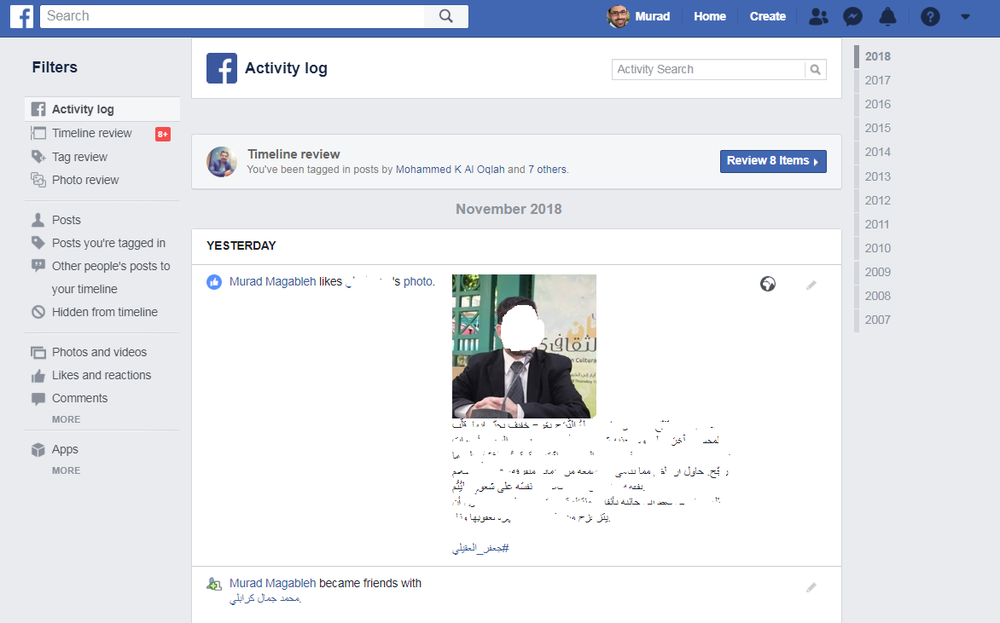 Search
Murad
Home
Create
Filters
Activity log
Timeline review
8+
Tag review
Photo review
Posts
Posts you're tagged in
Other people's posts to
your timeline
Hidden from timeline
Photos and videos
Likes and reactions
Comments
MORE
Apps
MORE
Activity log
Activity Search
Timeline review
You've been tagged in posts by Mohammed K Al Oqlah and 7 others.
Review 8 Items
November 2018
YESTERDAY
Murad Magableh likes 's photo.
#جعفر_العقيلي
Murad Magableh became friends with
محمد جمال كرابلي.
2018
2017
2016
2015
2014
2013
2012
2011
2010
2009
2008
2007